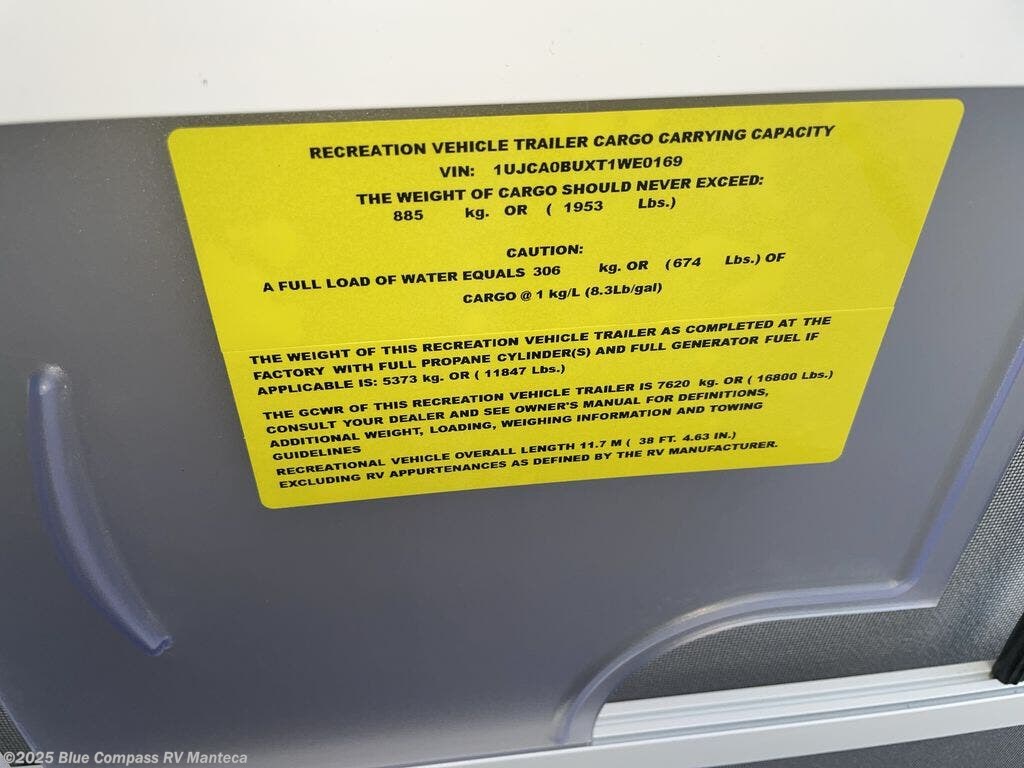 RECREATION VEHICLE TRAILER CARGO CARRYING CAPACITY
VIN: 1UJCA0BUXT1WE0169
THE WEIGHT OF CARGO SHOULD NEVER EXCEED:
885 kg. OR ( 1953 Lbs.)
CAUTION:
A FULL LOAD OF WATER EQUALS 306 kg. OR (674 Lbs.) OF
CARGO @ 1 kg/L (8.3Lb/gal)
THE WEIGHT OF THIS RECREATION VEHICLE TRAILER AS COMPLETED AT THE
FACTORY WITH FULL PROPANE CYLINDER(S) AND FULL GENERATOR FUEL IF
APPLICABLE IS: 5373 kg. OR ( 11847 Lbs.)
THE GCWR OF THIS RECREATION VEHICLE TRAILER IS 7620 kg. OR ( 16800 Lbs.)
CONSULT YOUR DEALER AND SEE OWNER'S MANUAL FOR DEFINITIONS,
ADDITIONAL WEIGHT, LOADING, WEIGHING INFORMATION AND TOWING
GUIDELINES
RECREATIONAL VEHICLE OVERALL LENGTH 11.7 M ( 38 FT. 4.63 IN.)
EXCLUDING RV APPURTENANCES AS DEFINED BY THE RV MANUFACTURER.
©2025 Blue Compass RV Manteca